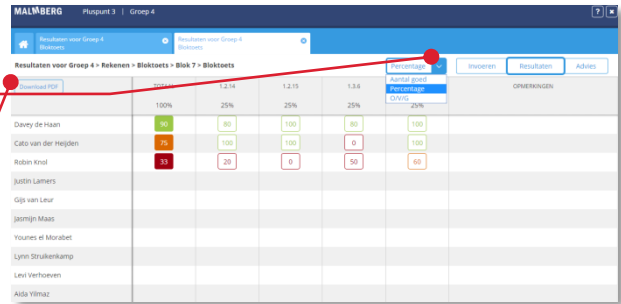 MALMBERG Pluspunt 3 | Groep 4 ? x
Resultaten voor Groep 4 Bloktoets
Resultaten voor Groep 4 Bloktoets
Resultaten voor Groep 4 > Rekenen > Bloktoets > Blok 7 > Bloktoets Percentage Invoeren Resultaten Advies
Aantal goed
Percentage
O/V/G
Download PDF TOTAAL 1.2.14 1.2.15 1.3.6 OPMERKINGEN
100% 25% 25% 25% 25%
Davey de Haan 90 80 100 80 100
Cato van der Heijden 75 100 100 0 100
Robin Knol 33 20 0 50 60
Justin Lamers
Gijs van Leur
Jasmijn Maas
Younes el Morabet
Lynn Struikenkamp
Levi Verhoeven
Aida Yilmaz